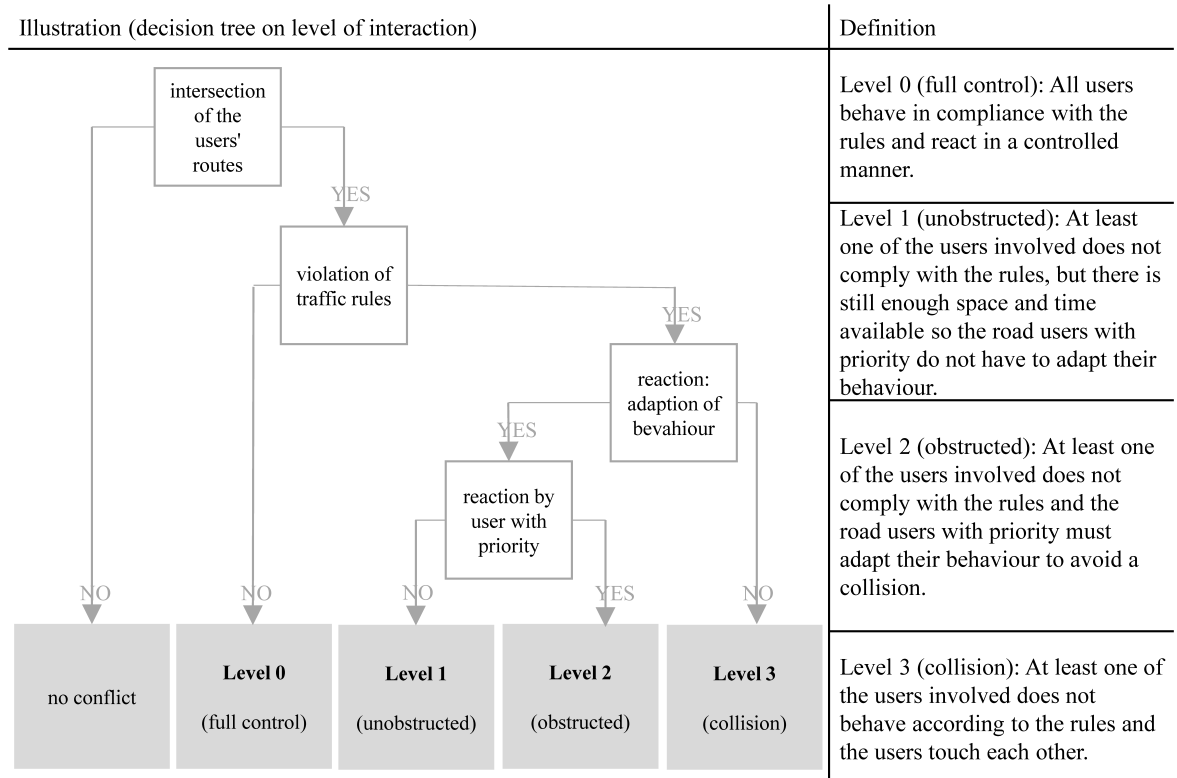 Illustration (decision tree on level of interaction)
Definition
intersection
of the
users'
routes
YES
violation of
traffic rules
YES
reaction:
adaption of
bevahiour
YES
reaction by
user with
priority
NO
NO
NO
YES
NO
no conflict
Level 0
(full control)
Level 1
(unobstructed)
Level 2
(obstructed)
Level 3
(collision)
Level 0 (full control): All users
behave in compliance with the
rules and react in a controlled
manner.
Level 1 (unobstructed): At least
one of the users involved does not
comply with the rules, but there is
still enough space and time
available so the road users with
priority do not have to adapt their
behaviour.
Level 2 (obstructed): At least one
of the users involved does not
comply with the rules and the
road users with priority must
adapt their behaviour to avoid a
collision.
Level 3 (collision): At least one of
the users involved does not
behave according to the rules and
the users touch each other.